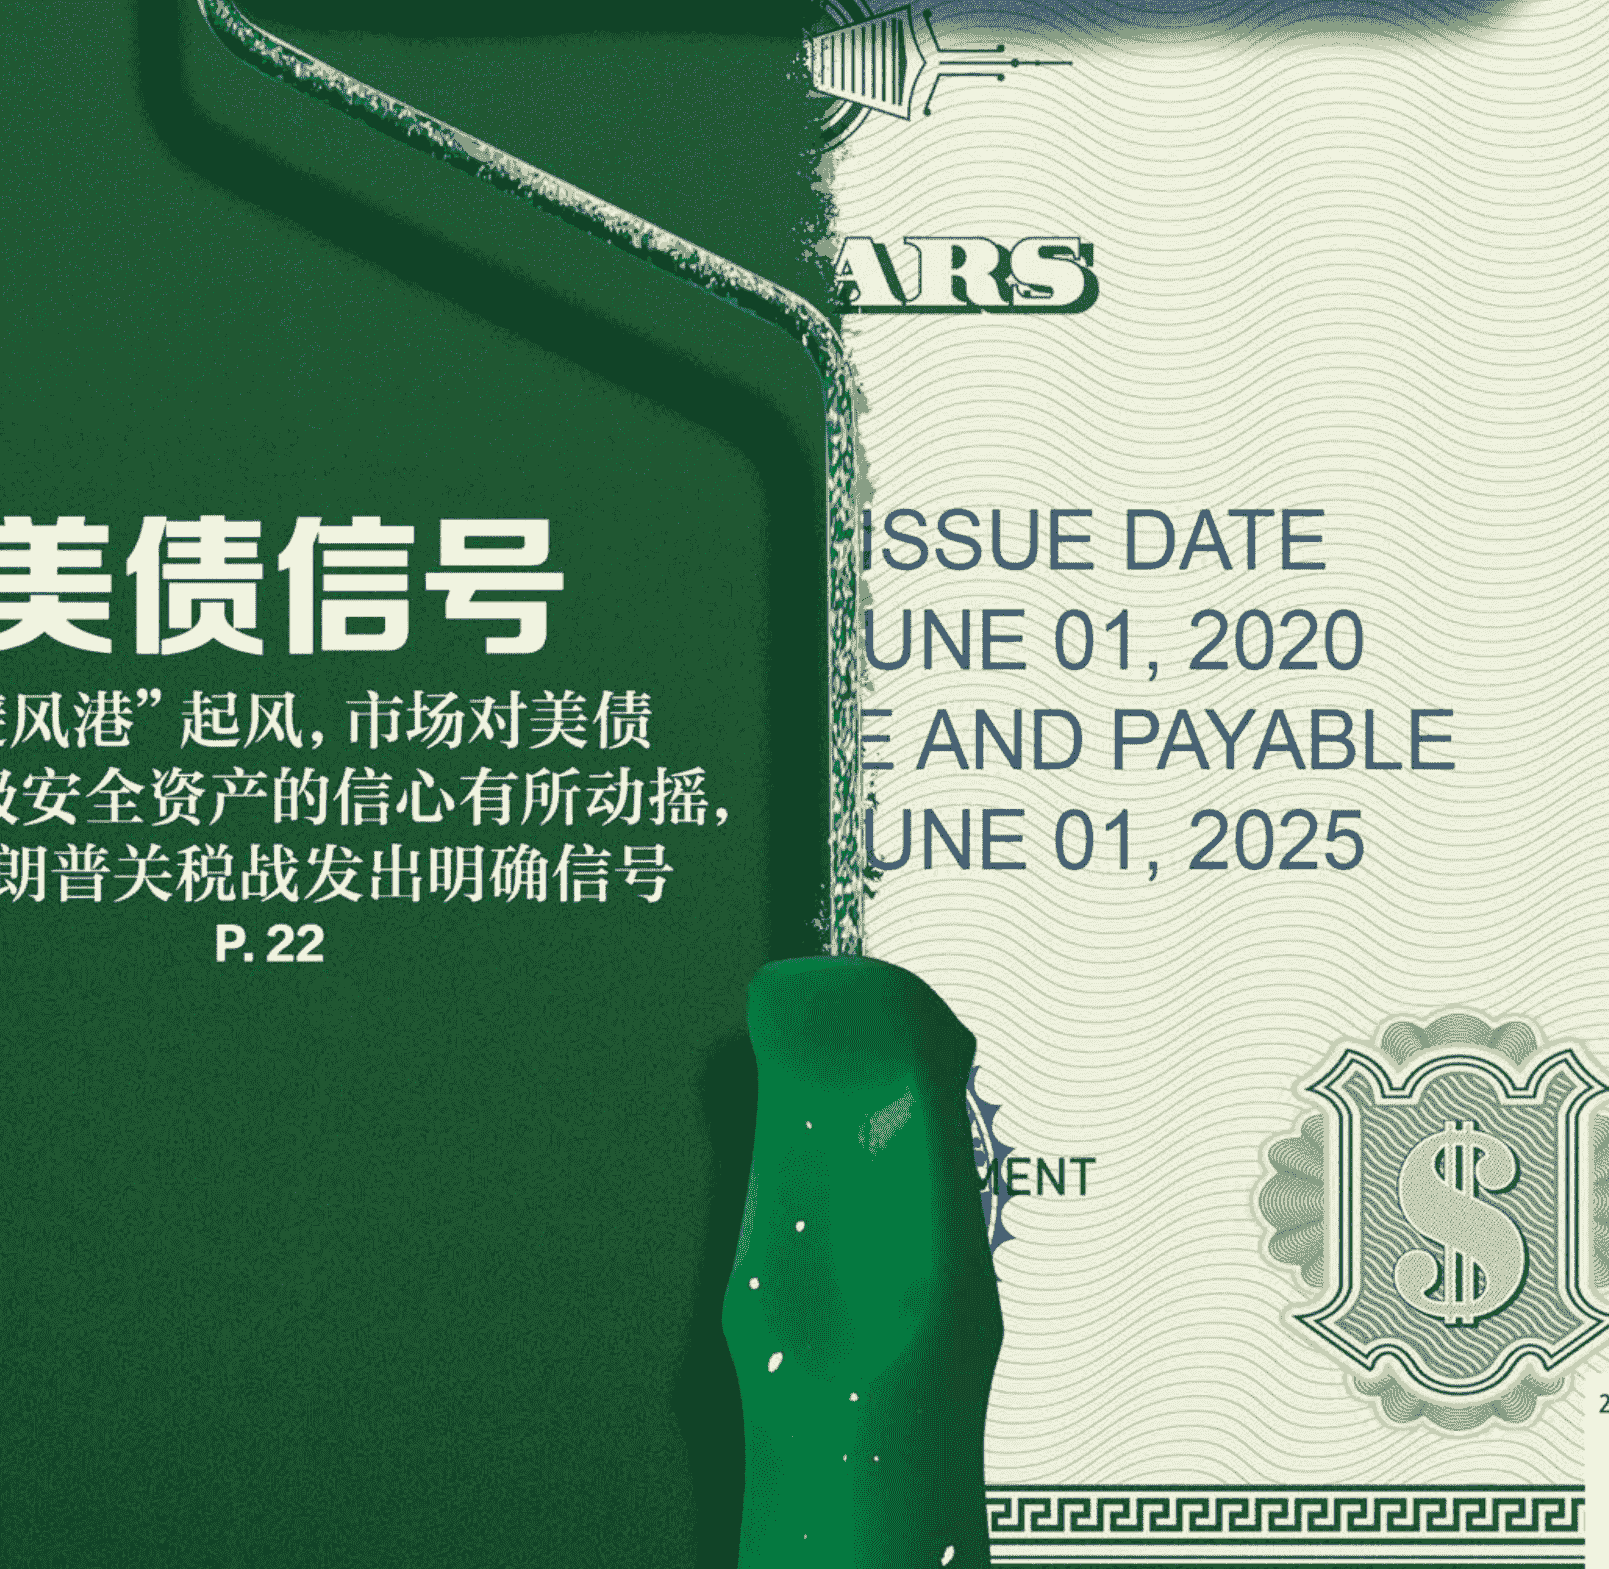 ARS
美债信号
风港” 起风, 市场对美债
安全资产的信心有所动摇,
朗普关税战发出明确信号
P. 22
ISSUE DATE
UNE 01, 2020
E AND PAYABLE
UNE 01, 2025
MENT
$
2